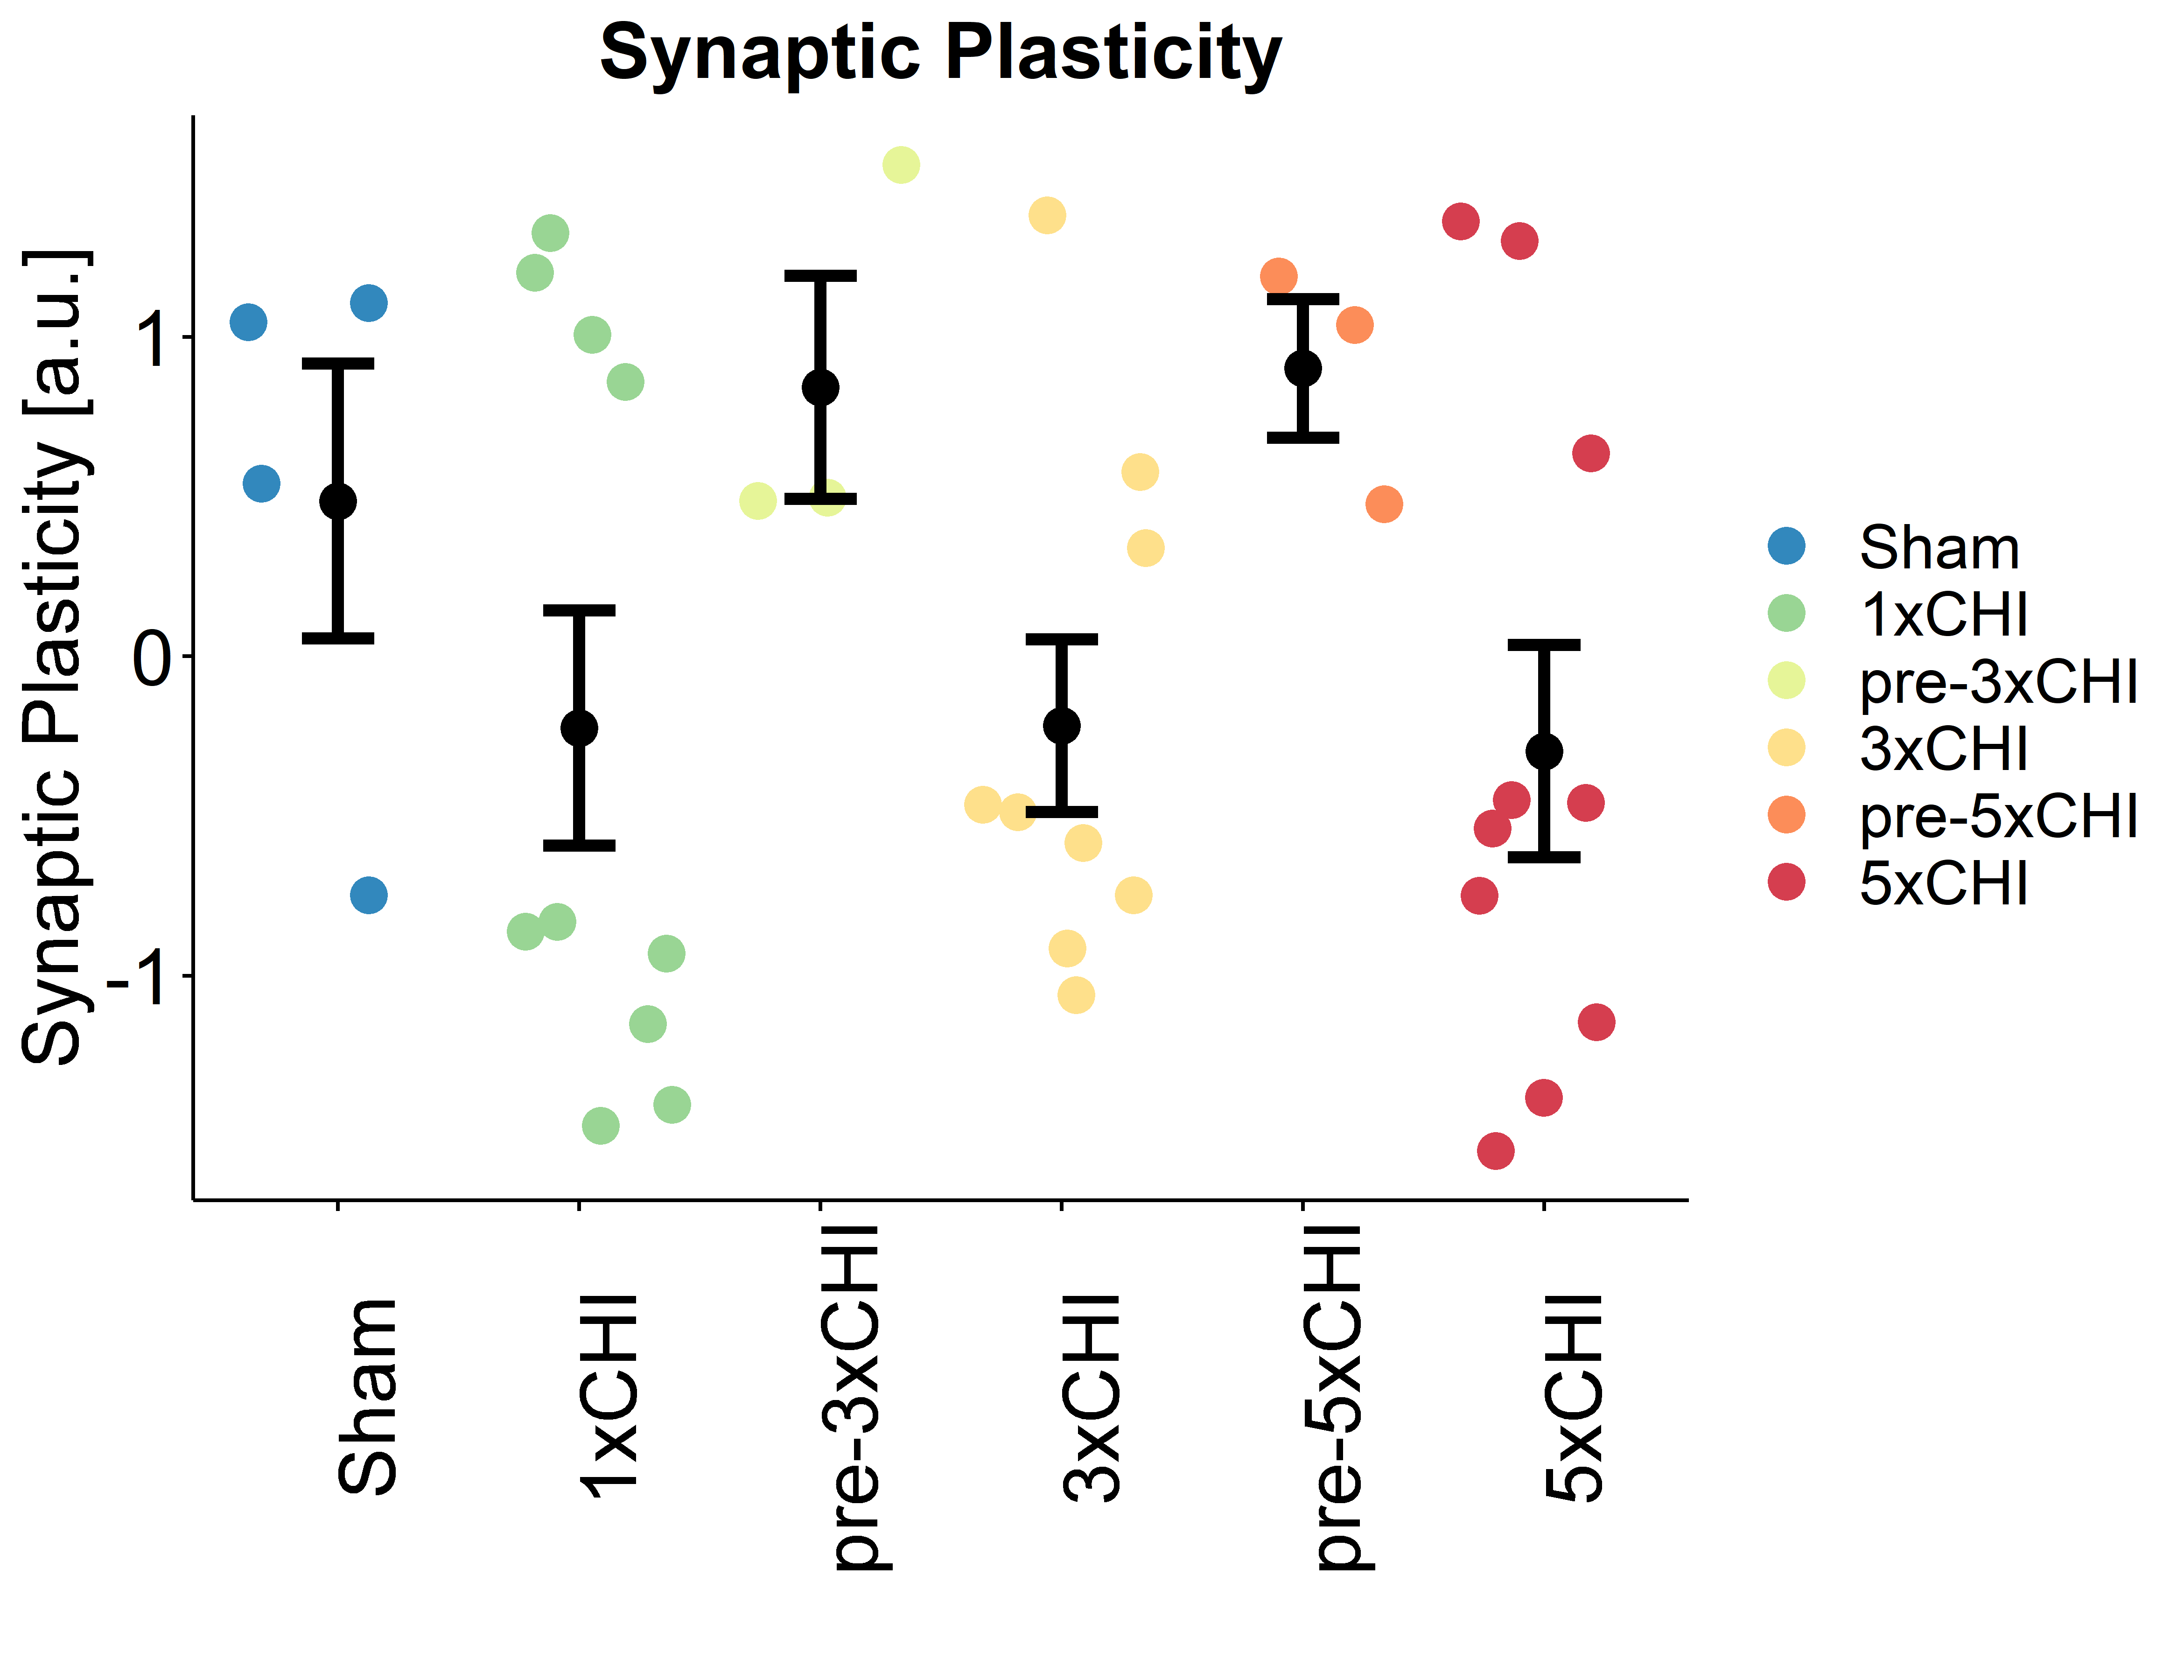 Synaptic Plasticity
Synaptic Plasticity [a.u.]
1
0
-1
Sham
1xCHI
pre-3xCHI
3xCHI
pre-5xCHI
5xCHI
Sham
1xCHI
pre-3xCHI
3xCHI
pre-5xCHI
5xCHI